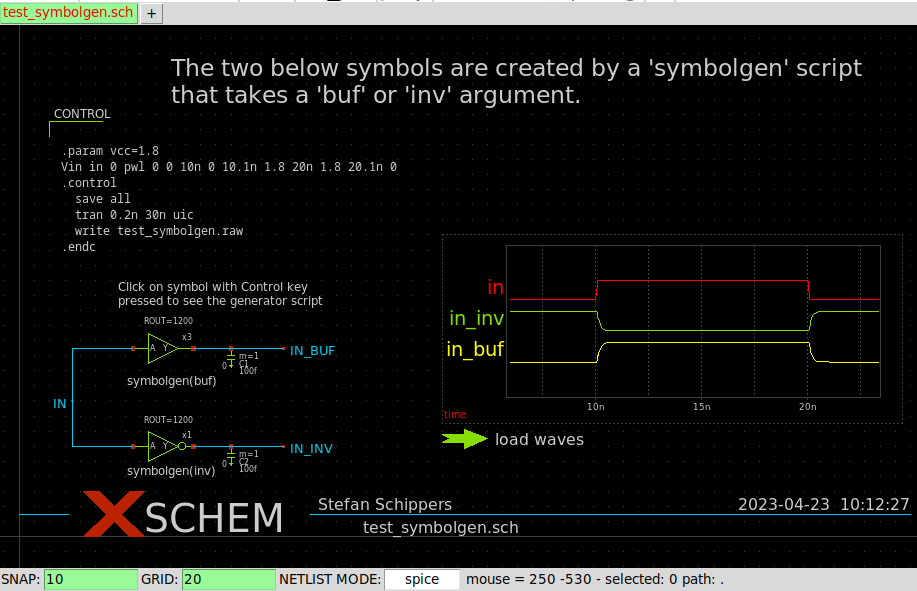 test_symbolgen.sch +
The two below symbols are created by a 'symbolgen' script
that takes a 'buf' or 'inv' argument.
CONTROL
.param vcc=1.8
Vin in 0 pwl 0 0 10n 0 10.1n 1.8 20n 1.8 20.1n 0
.control
save all
tran 0.2n 30n uic
write test_symbolgen.raw
.endc
Click on symbol with Control key
pressed to see the generator script
ROUT=1200
x3
A Y
m=1
C1
0
100f
IN_BUF
symbolgen(buf)
IN
ROUT=1200
x1
A Y
m=1
C2
0
100f
IN_INV
symbolgen(inv)
in
in_inv
in_buf
10n 15n 20n
time
load waves
XSCHEM
Stefan Schippers
2023-04-23 10:12:27
test_symbolgen.sch
SNAP: 10 GRID: 20 NETLIST MODE: spice mouse = 250 -530 - selected: 0 path: .